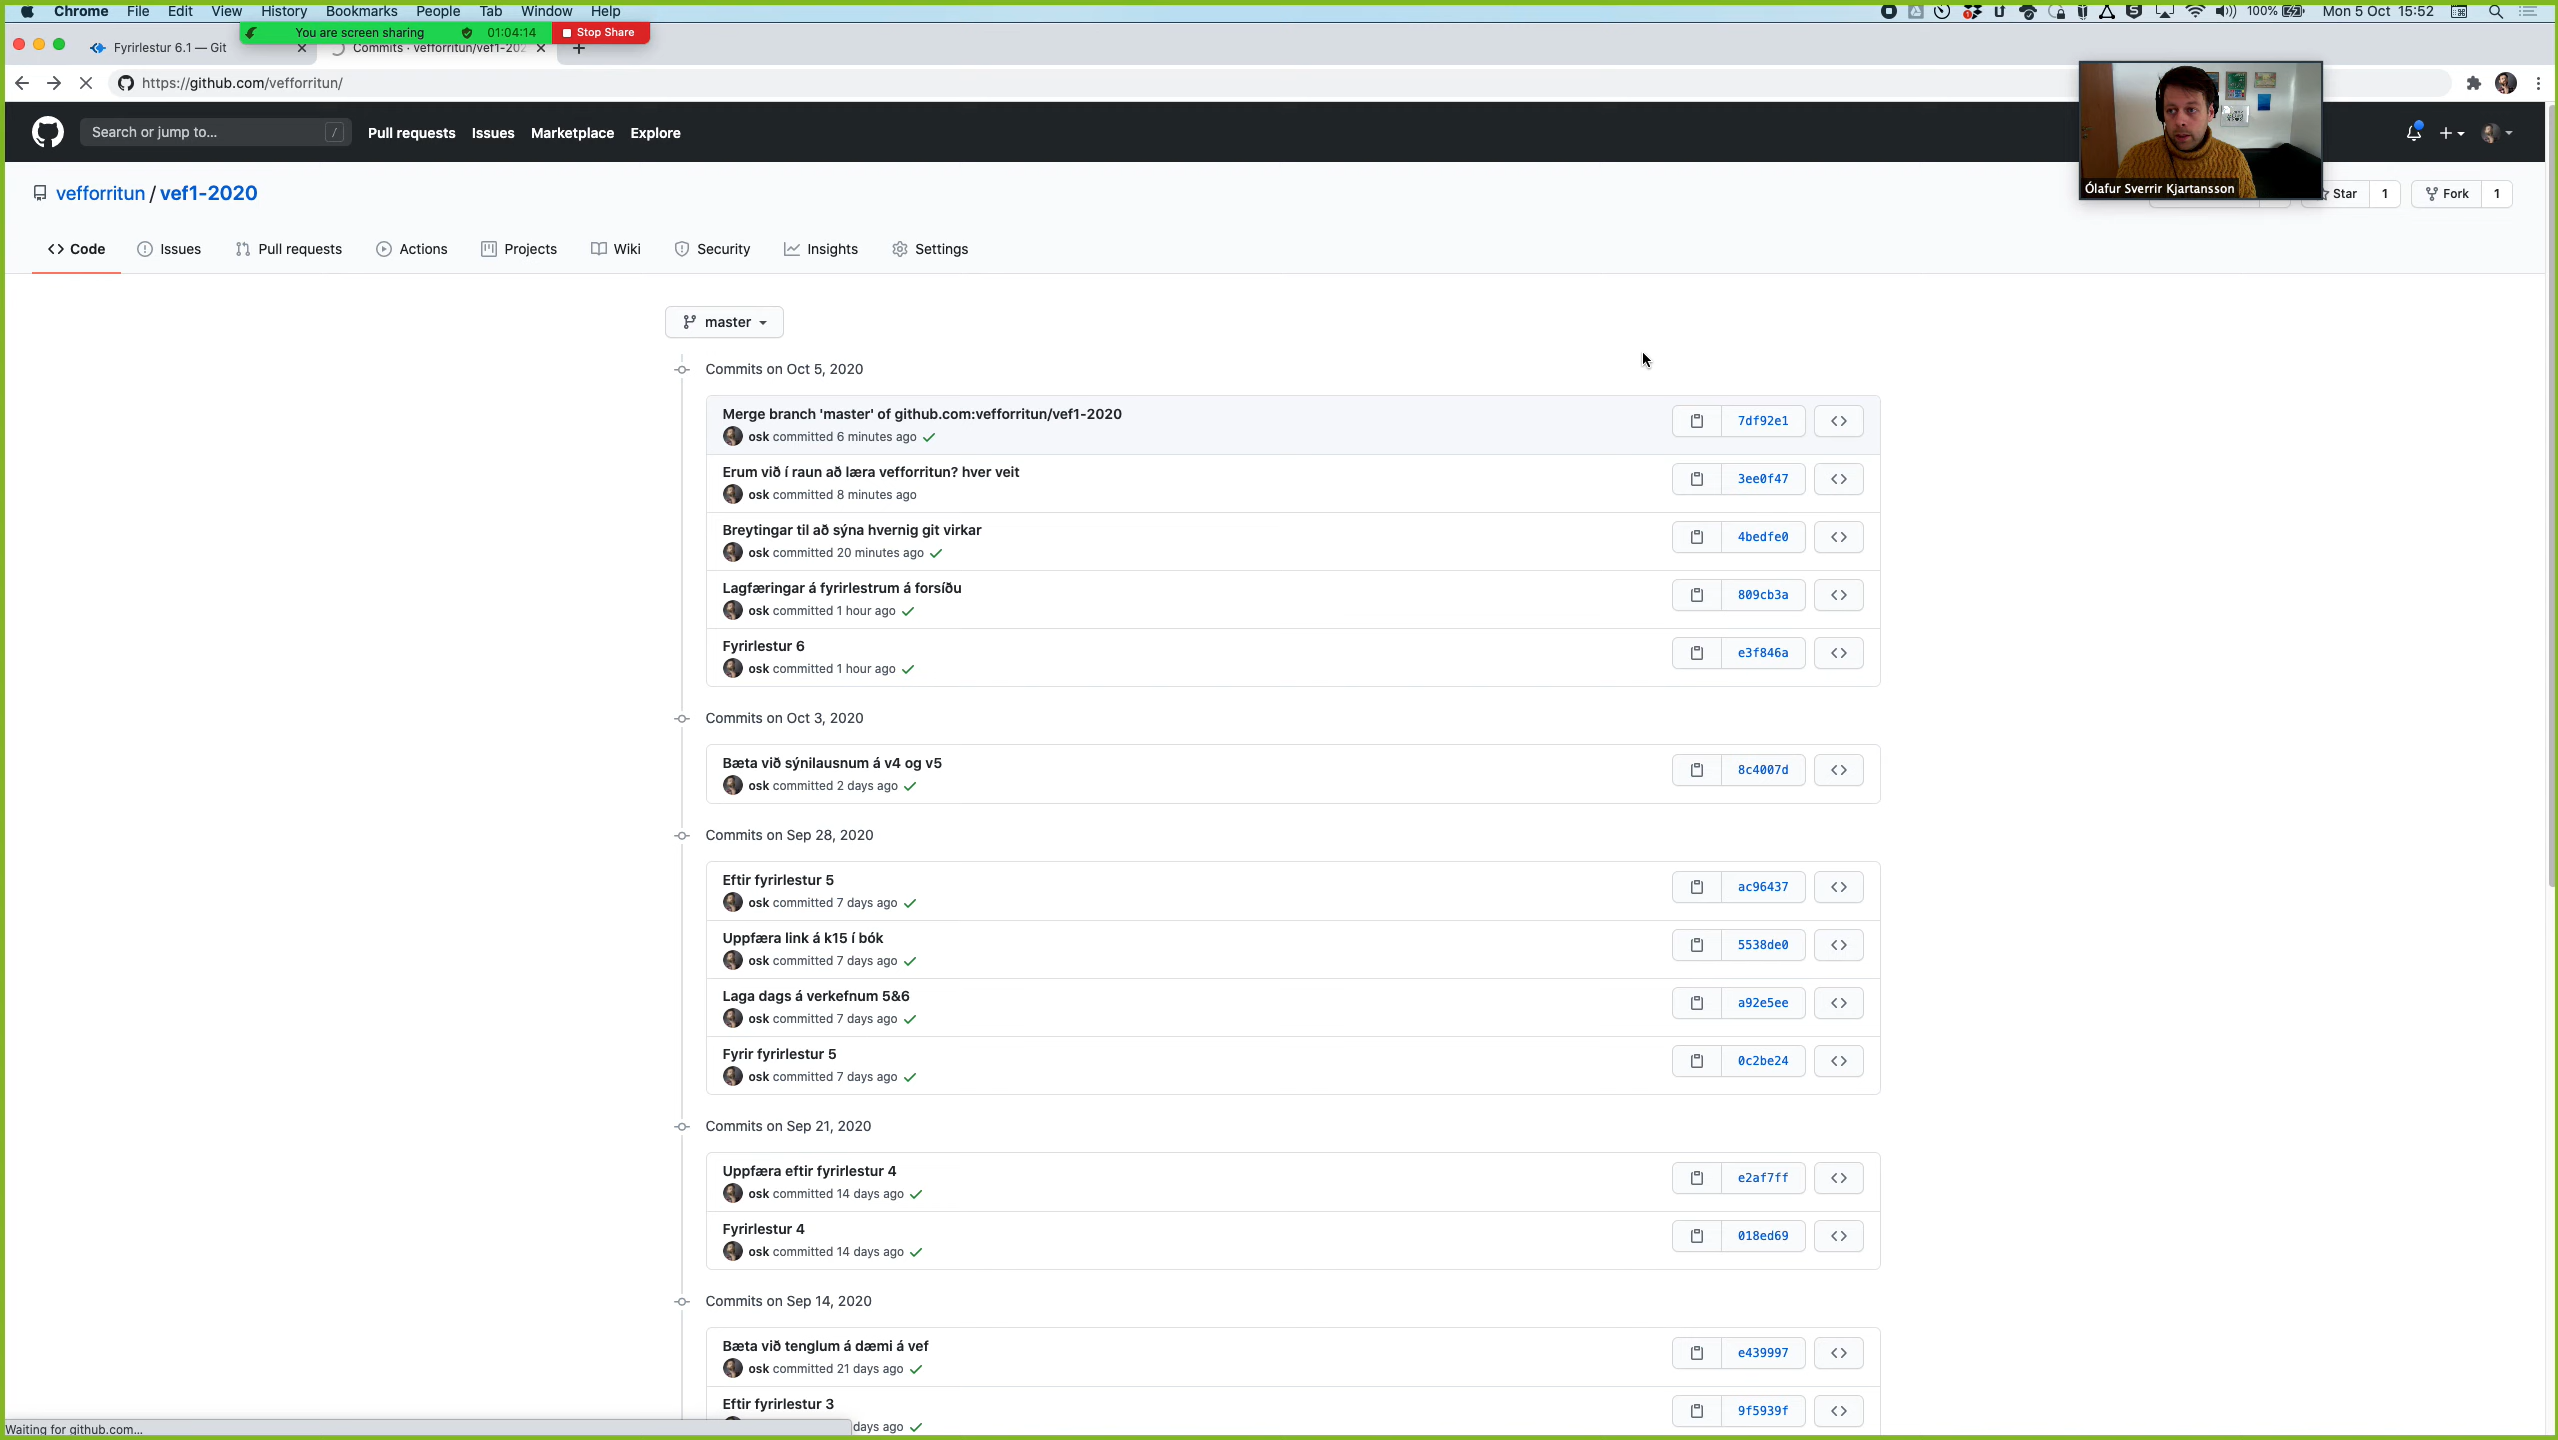 Chrome File Edit View History Bookmarks People Tab Window Help 100% Mon 5 Oct 15:52
You are screen sharing 01:04:14 Stop Share
Fyrirlestur 6.1 — Git Commits · vefforritun/vef1-202
https://github.com/vefforritun/
Search or jump to... / Pull requests Issues Marketplace Explore
Ólafur Sverrir Kjartansson
vefforritun / vef1-2020 Star 1 Fork 1
Code Issues Pull requests Actions Projects Wiki Security Insights Settings
master
Commits on Oct 5, 2020
Merge branch 'master' of github.com:vefforritun/vef1-2020
osk committed 6 minutes ago 7df92e1
Erum við í raun að læra vefforritun? hver veit
osk committed 8 minutes ago 3ee0f47
Breytingar til að sýna hvernig git virkar
osk committed 20 minutes ago 4bedfe0
Lagfæringar á fyrirlestrum á forsíðu
osk committed 1 hour ago 809cb3a
Fyrirlestur 6
osk committed 1 hour ago e3f846a
Commits on Oct 3, 2020
Bæta við sýnilausnum á v4 og v5
osk committed 2 days ago 8c4007d
Commits on Sep 28, 2020
Eftir fyrirlestur 5
osk committed 7 days ago ac96437
Uppfæra link á k15 í bók
osk committed 7 days ago 5538de0
Laga dags á verkefnum 5&6
osk committed 7 days ago a92e5ee
Fyrir fyrirlestur 5
osk committed 7 days ago 0c2be24
Commits on Sep 21, 2020
Uppfæra eftir fyrirlestur 4
osk committed 14 days ago e2af7ff
Fyrirlestur 4
osk committed 14 days ago 018ed69
Commits on Sep 14, 2020
Bæta við tenglum á dæmi á vef
osk committed 21 days ago e439997
Eftir fyrirlestur 3
days ago 9f5939f
Waiting for github.com...